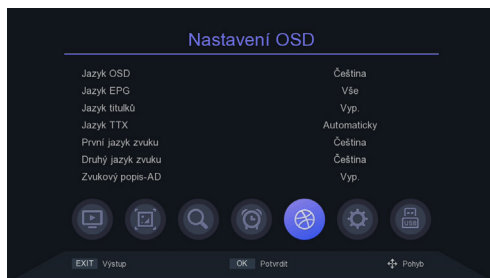 Nastavení OSD
Jazyk OSD Čeština
Jazyk EPG Vše
Jazyk titulků Vyp.
Jazyk TTX Automaticky
První jazyk zvuku Čeština
Druhý jazyk zvuku Čeština
Zvukový popis-AD Vyp.
USB
EXIT Výstup OK Potvrdit Pohyb